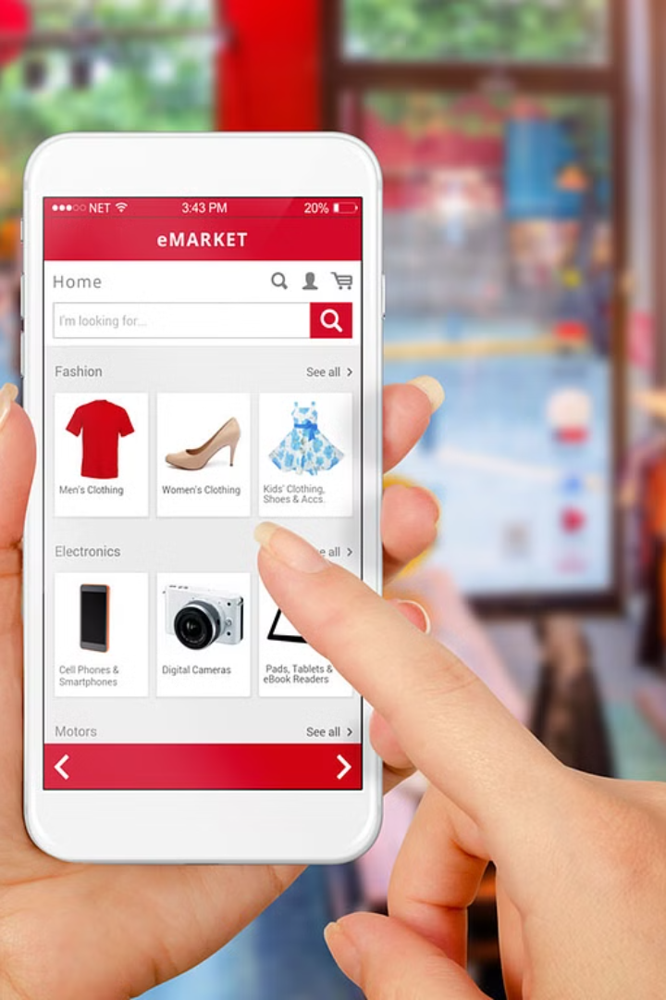 NET 3:43 PM 20%
eMARKET
Home
I'm looking for...
Fashion See all >
Men's Clothing Women's Clothing Kids' Clothing,
Shoes & Accs.
Electronics e all >
Cell Phones & Digital Cameras Pads, Tablets &
Smartphones eBook Readers
Motors See all >